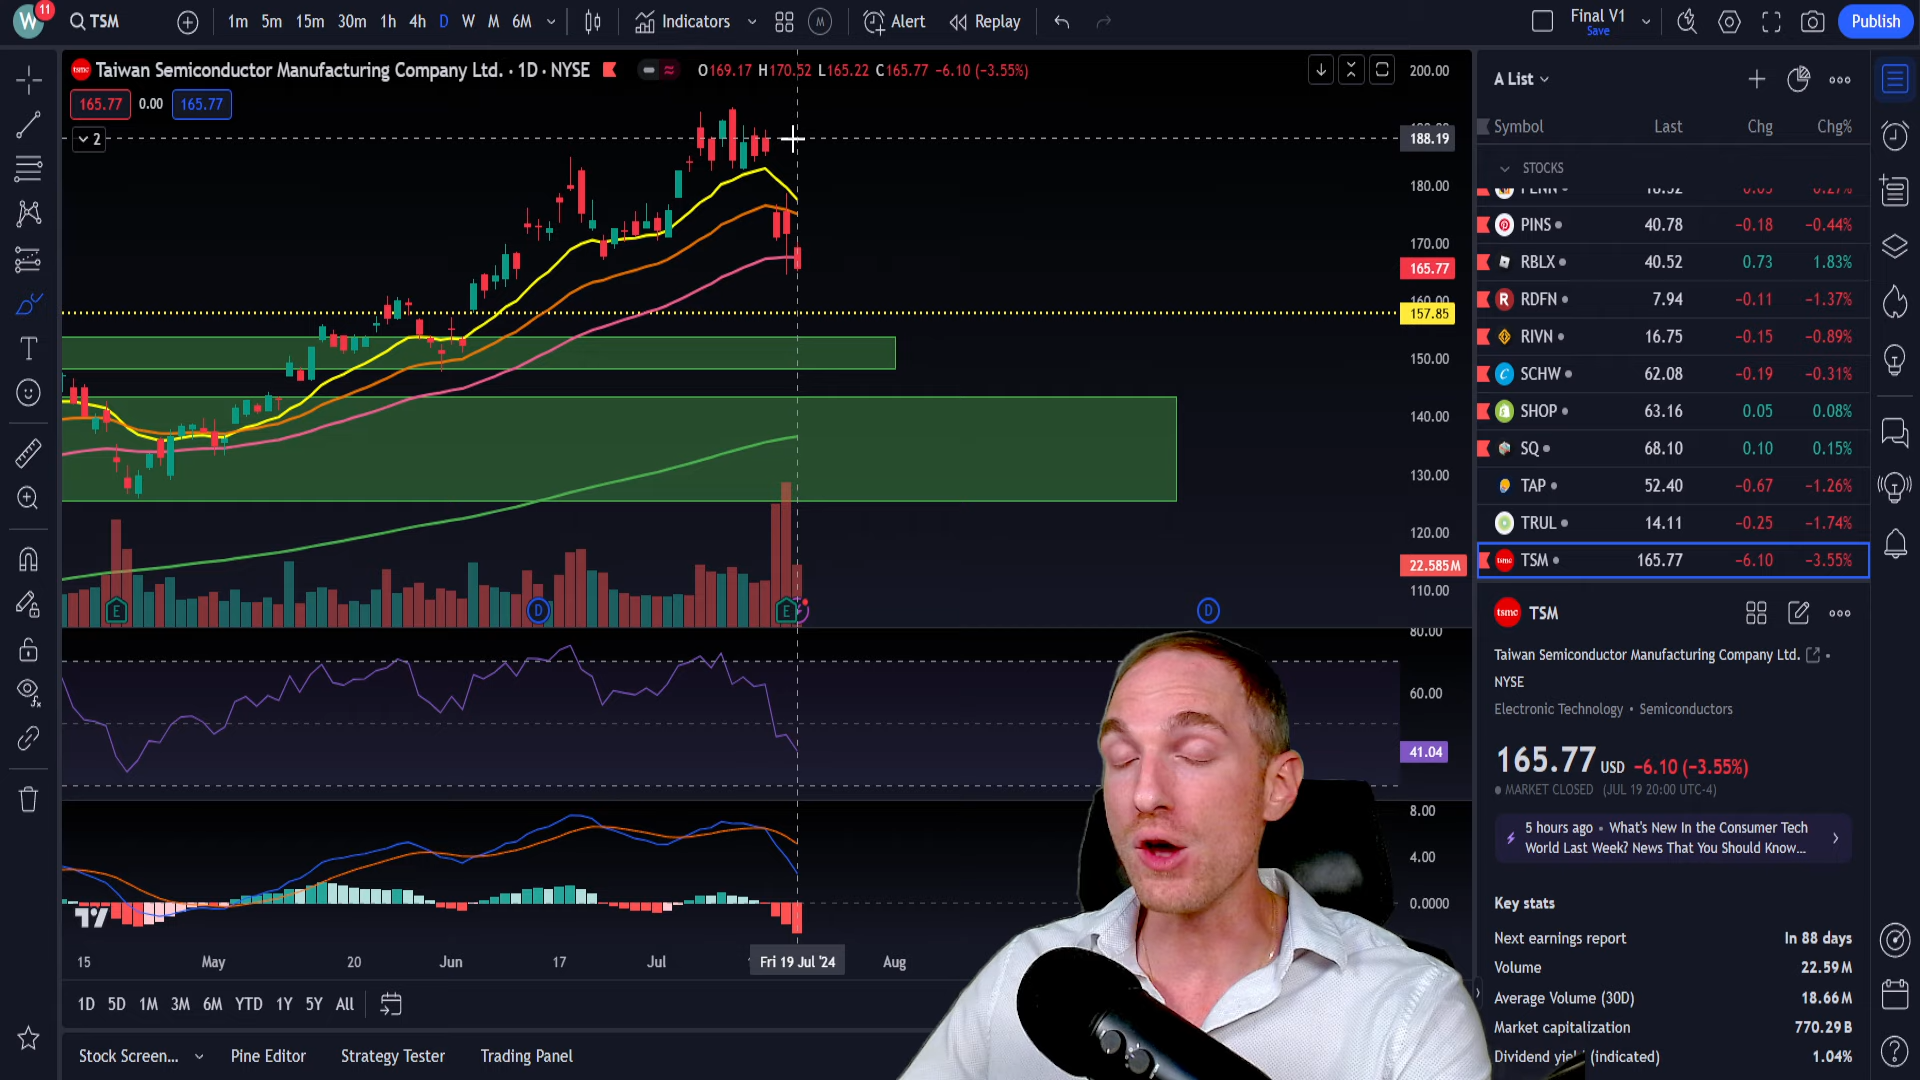 W 11 TSM 1m 5m 15m 30m 1h 4h D W M 6M Indicators M Alert Replay Final V1 Save Publish
tsmc Taiwan Semiconductor Manufacturing Company Ltd. · 1D · NYSE O169.17 H170.52 L165.22 C165.77 −6.10 (−3.55%)
165.77 0.00 165.77
2
200.00
188.19
180.00
170.00
165.77
160.00
157.85
150.00
140.00
130.00
120.00
22.585M
110.00
E D E D
80.00
60.00
41.04
8.00
4.00
0.0000
15 May 20 Jun 17 Jul Fri 19 Jul '24 Aug
1D 5D 1M 3M 6M YTD 1Y 5Y All
Stock Screen... Pine Editor Strategy Tester Trading Panel
A List
Symbol Last Chg Chg%
STOCKS
PINS 40.78 −0.18 −0.44%
RBLX 40.52 0.73 1.83%
RDFN 7.94 −0.11 −1.37%
RIVN 16.75 −0.15 −0.89%
SCHW 62.08 −0.19 −0.31%
SHOP 63.16 0.05 0.08%
SQ 68.10 0.10 0.15%
TAP 52.40 −0.67 −1.26%
TRUL 14.11 −0.25 −1.74%
tsmc TSM 165.77 −6.10 −3.55%
tsmc TSM
Taiwan Semiconductor Manufacturing Company Ltd.
NYSE
Electronic Technology • Semiconductors
165.77 USD −6.10 (−3.55%)
MARKET CLOSED (JUL 19 20:00 UTC-4)
5 hours ago • What's New In the Consumer Tech
World Last Week? News That You Should Know...
Key stats
Next earnings report In 88 days
Volume 22.59M
Average Volume (30D) 18.66M
Market capitalization 770.29B
(indicated) 1.04%